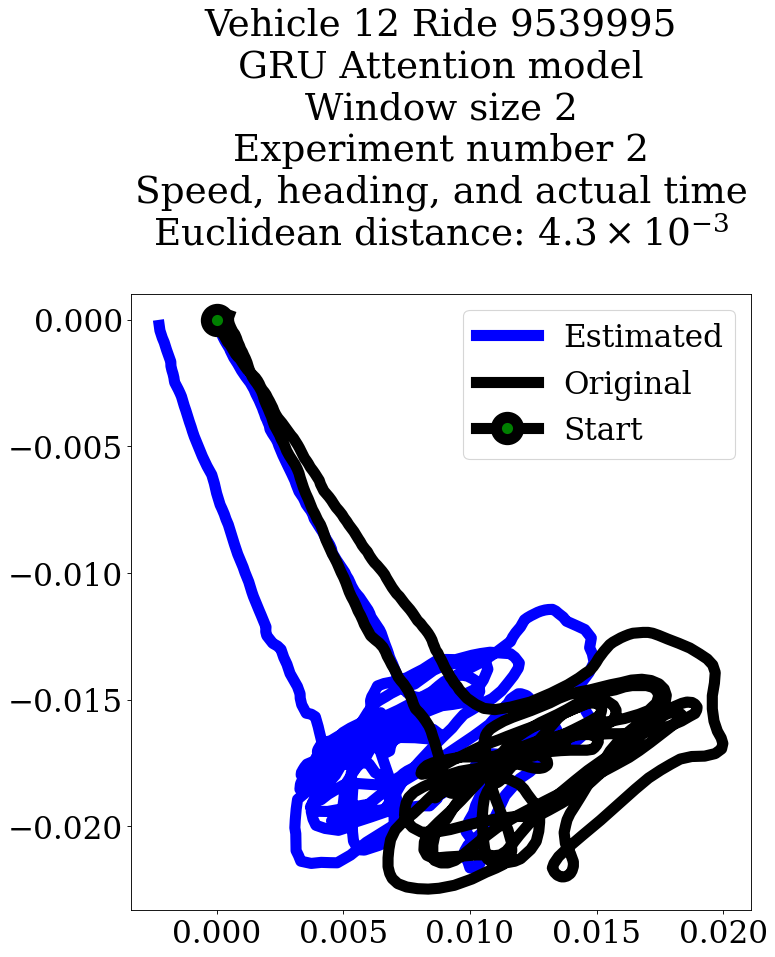 Vehicle 12 Ride 9539995
GRU Attention model
Window size 2
Experiment number 2
Speed, heading, and actual time
Euclidean distance: 4.3 × 10⁻³
Estimated
Original
Start
0.000
−0.005
−0.010
−0.015
−0.020
0.000 0.005 0.010 0.015 0.020